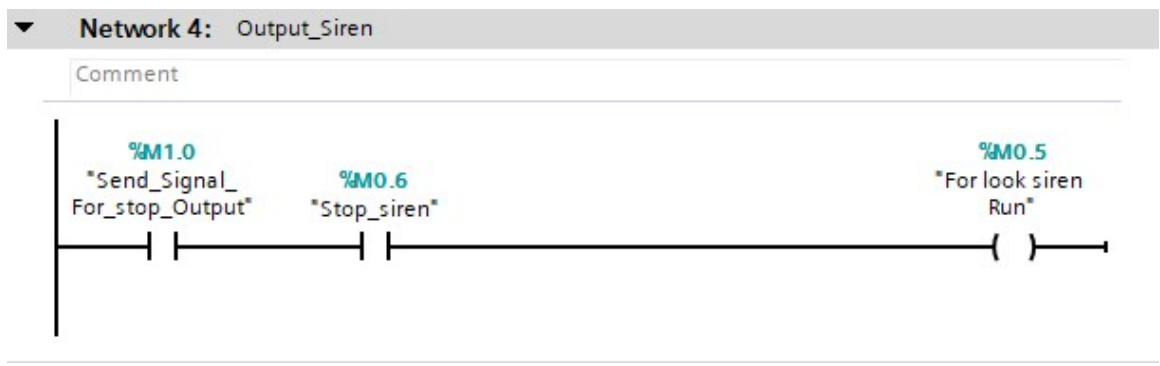 Network 4: Output_Siren
Comment
%M1.0
"Send_Signal_
For_stop_Output"
%M0.6
"Stop_siren"
%M0.5
"For look siren
Run"